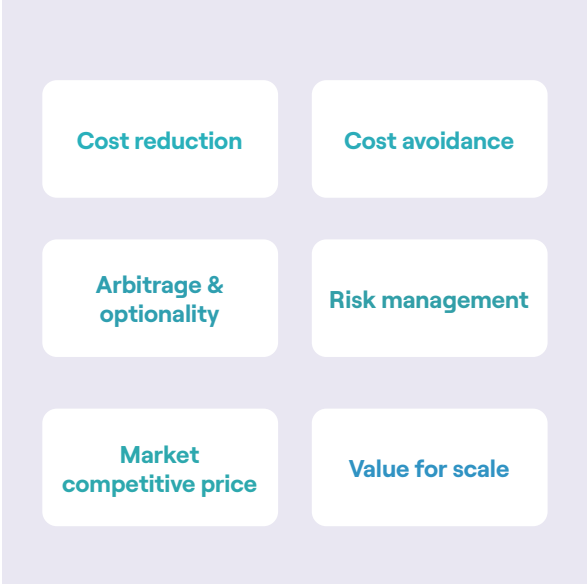 Cost reduction
Cost avoidance
Arbitrage &
optionality
Risk management
Market
competitive price
Value for scale